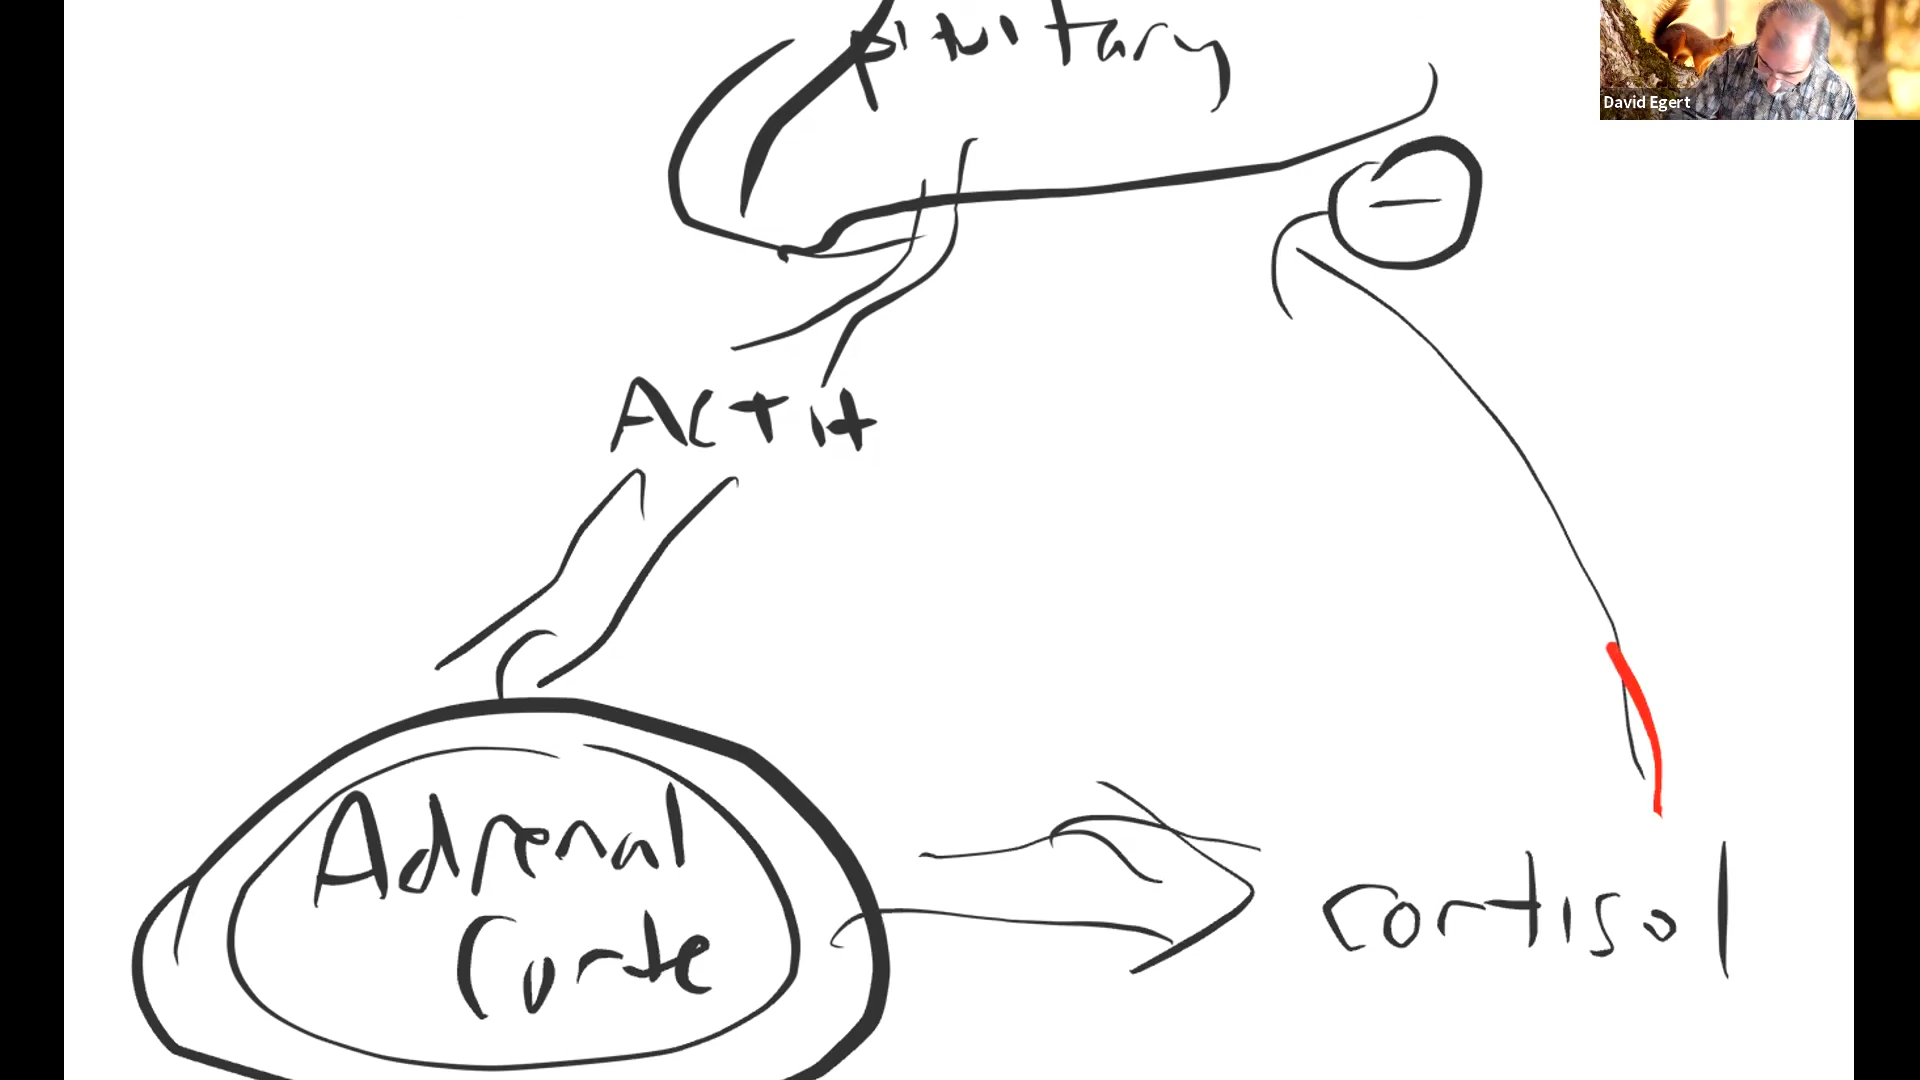 pituitary
David Egert
ACTH
Adrenal
Corte
cortisol